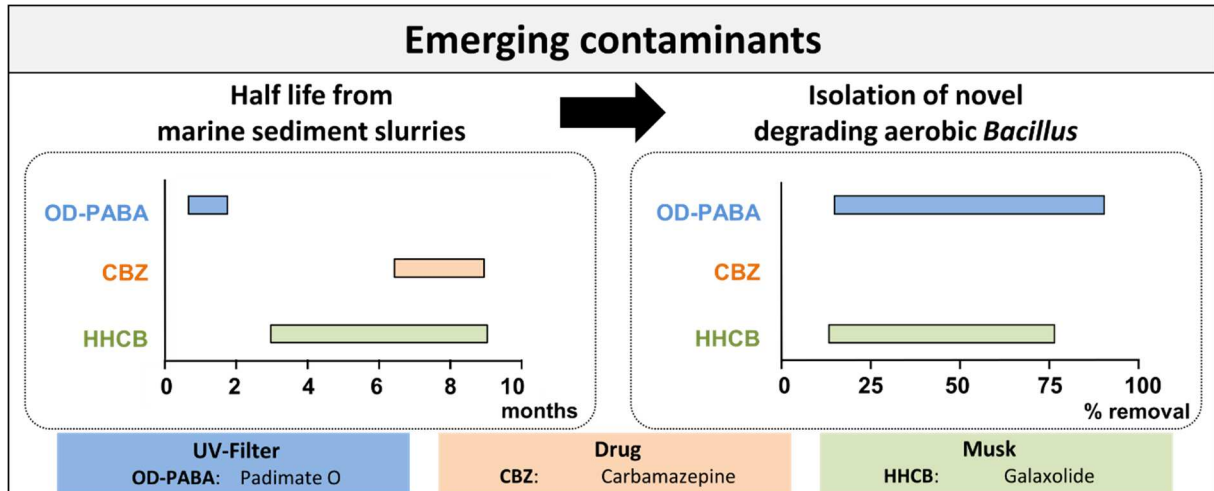 Emerging contaminants
Half life from
marine sediment slurries
OD-PABA
CBZ
HHCB
0 2 4 6 8 10
months
Isolation of novel
degrading aerobic Bacillus
OD-PABA
CBZ
HHCB
0 25 50 75 100
% removal
UV-Filter
OD-PABA: Padimate O
Drug
CBZ: Carbamazepine
Musk
HHCB: Galaxolide